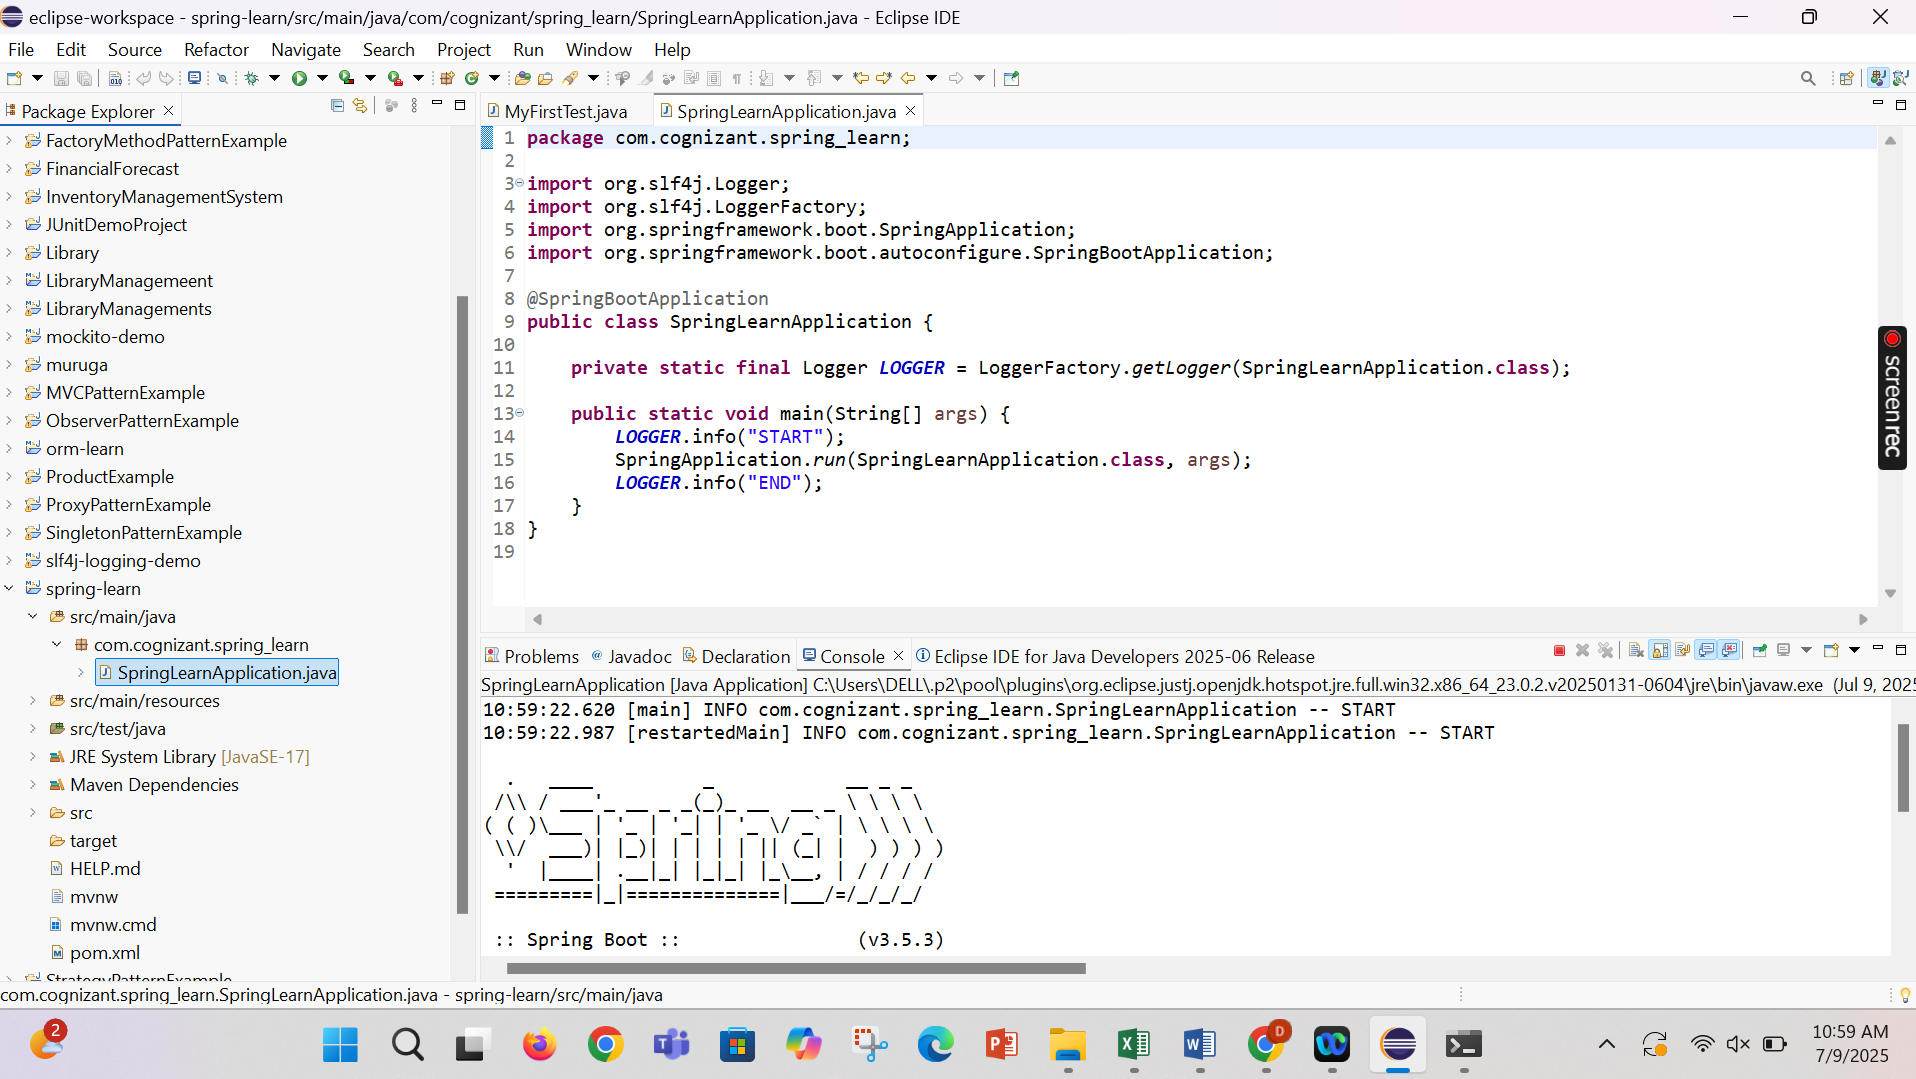 eclipse-workspace - spring-learn/src/main/java/com/cognizant/spring_learn/SpringLearnApplication.java - Eclipse IDE
File Edit Source Refactor Navigate Search Project Run Window Help
Package Explorer
FactoryMethodPatternExample
FinancialForecast
InventoryManagementSystem
JUnitDemoProject
Library
LibraryManagemeent
LibraryManagements
mockito-demo
muruga
MVCPatternExample
ObserverPatternExample
orm-learn
ProductExample
ProxyPatternExample
SingletonPatternExample
slf4j-logging-demo
spring-learn
src/main/java
com.cognizant.spring_learn
SpringLearnApplication.java
src/main/resources
src/test/java
JRE System Library [JavaSE-17]
Maven Dependencies
src
target
HELP.md
mvnw
mvnw.cmd
pom.xml
StrategyPatternExample
MyFirstTest.java SpringLearnApplication.java
1 package com.cognizant.spring_learn;
2
3 import org.slf4j.Logger;
4 import org.slf4j.LoggerFactory;
5 import org.springframework.boot.SpringApplication;
6 import org.springframework.boot.autoconfigure.SpringBootApplication;
7
8 @SpringBootApplication
9 public class SpringLearnApplication {
10
11 private static final Logger LOGGER = LoggerFactory.getLogger(SpringLearnApplication.class);
12
13 public static void main(String[] args) {
14 LOGGER.info("START");
15 SpringApplication.run(SpringLearnApplication.class, args);
16 LOGGER.info("END");
17 }
18 }
19
screenrec
Problems Javadoc Declaration Console Eclipse IDE for Java Developers 2025-06 Release
SpringLearnApplication [Java Application] C:\Users\DELL\.p2\pool\plugins\org.eclipse.justj.openjdk.hotspot.jre.full.win32.x86_64_23.0.2.v20250131-0604\jre\bin\javaw.exe (Jul 9, 2025
10:59:22.620 [main] INFO com.cognizant.spring_learn.SpringLearnApplication -- START
10:59:22.987 [restartedMain] INFO com.cognizant.spring_learn.SpringLearnApplication -- START
Spring
:: Spring Boot :: (v3.5.3)
com.cognizant.spring_learn.SpringLearnApplication.java - spring-learn/src/main/java
2
D
10:59 AM
7/9/2025